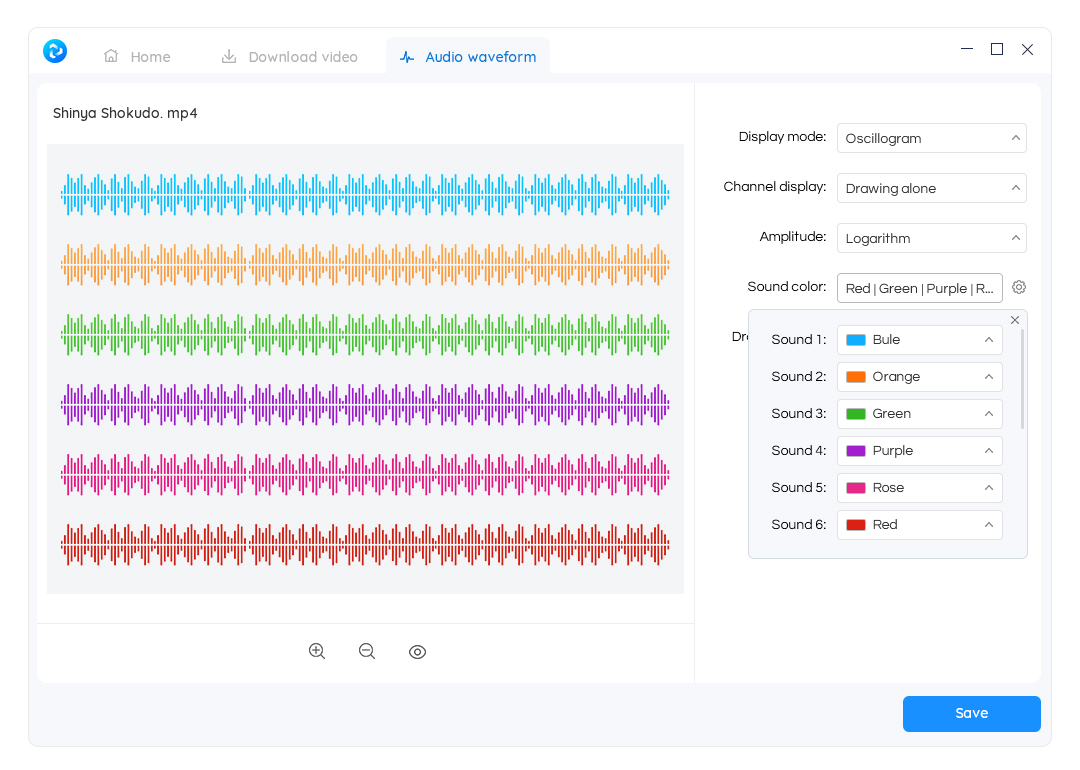 Home
Download video
Audio waveform
Shinya Shokudo. mp4
Display mode:
Oscillogram
Channel display:
Drawing alone
Amplitude:
Logarithm
Sound color:
Red | Green | Purple | R...
Sound 1:
Bule
Sound 2:
Orange
Sound 3:
Green
Sound 4:
Purple
Sound 5:
Rose
Sound 6:
Red
Save